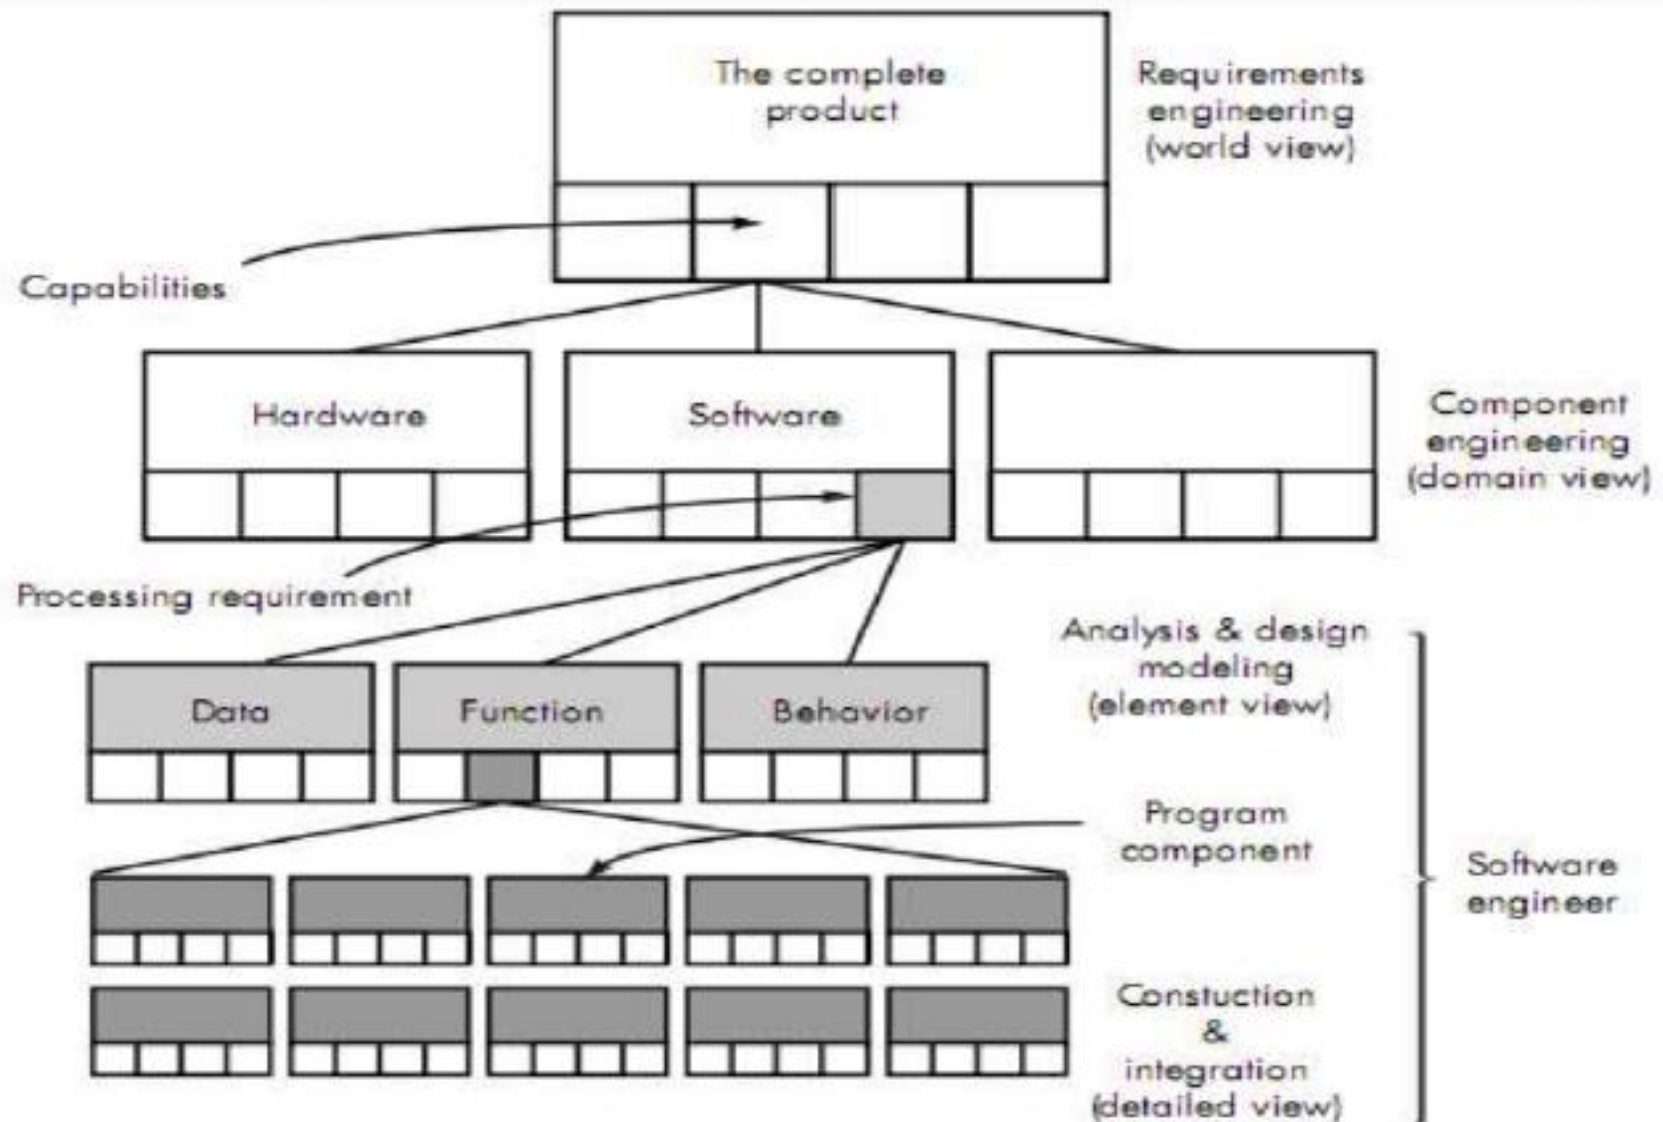 The complete
product
Requirements
engineering
(world view)
Capabilities
Hardware
Software
Component
engineering
(domain view)
Processing requirement
Analysis & design
modeling
(element view)
Data
Function
Behavior
Program
component
Software
engineer
Constuction
&
integration
(detailed view)